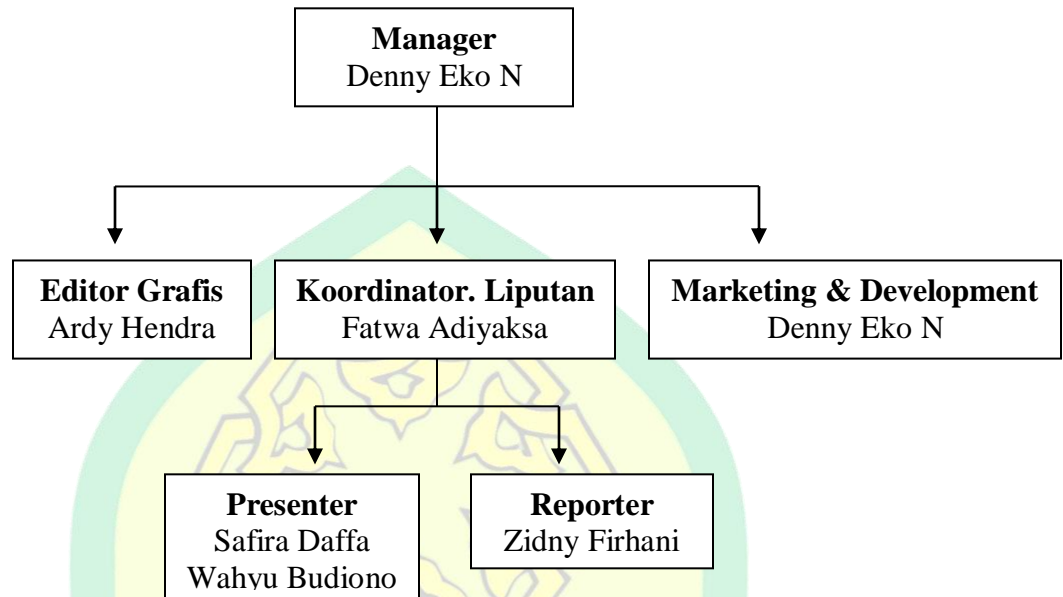 Manager
Denny Eko N
Editor Grafis
Ardy Hendra
Koordinator. Liputan
Fatwa Adiyaksa
Marketing & Development
Denny Eko N
Presenter
Safira Daffa
Wahyu Budiono
Reporter
Zidny Firhani